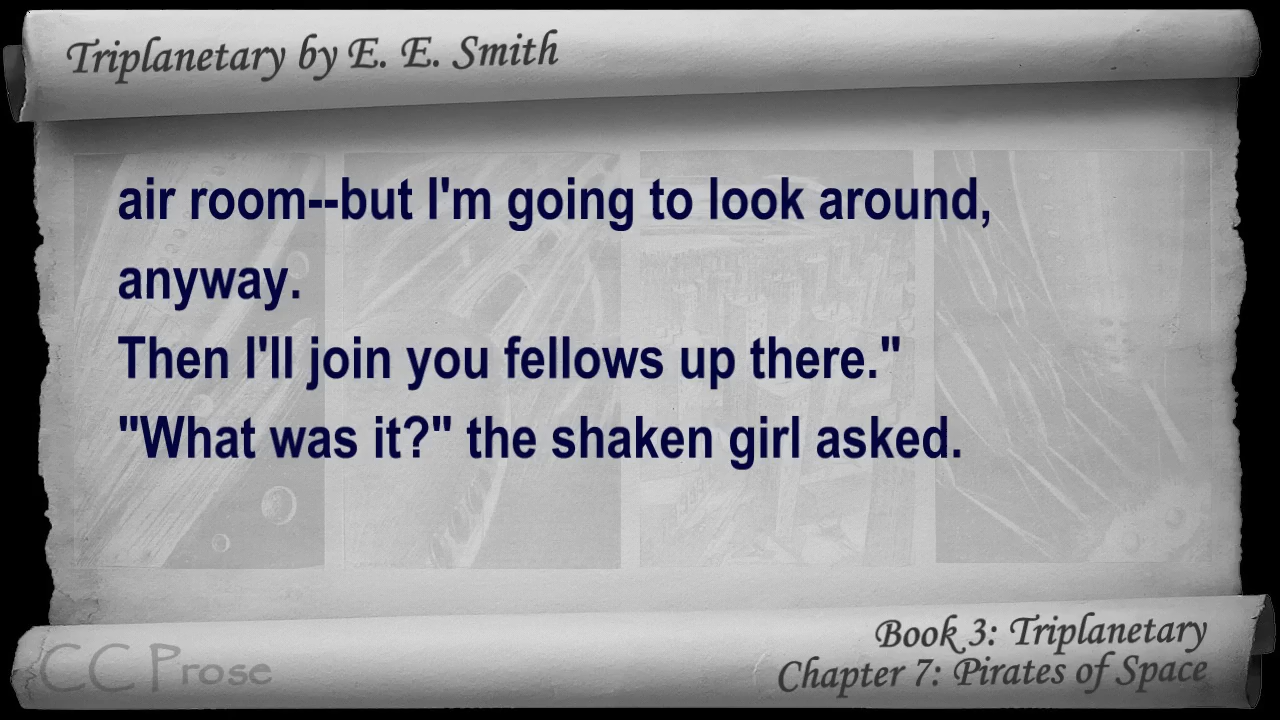 Triplanetary by E. E. Smith
air room--but I'm going to look around,
anyway.
Then I'll join you fellows up there."
"What was it?" the shaken girl asked.
Book 3: Triplanetary
Chapter 7: Pirates of Space
CC Prose